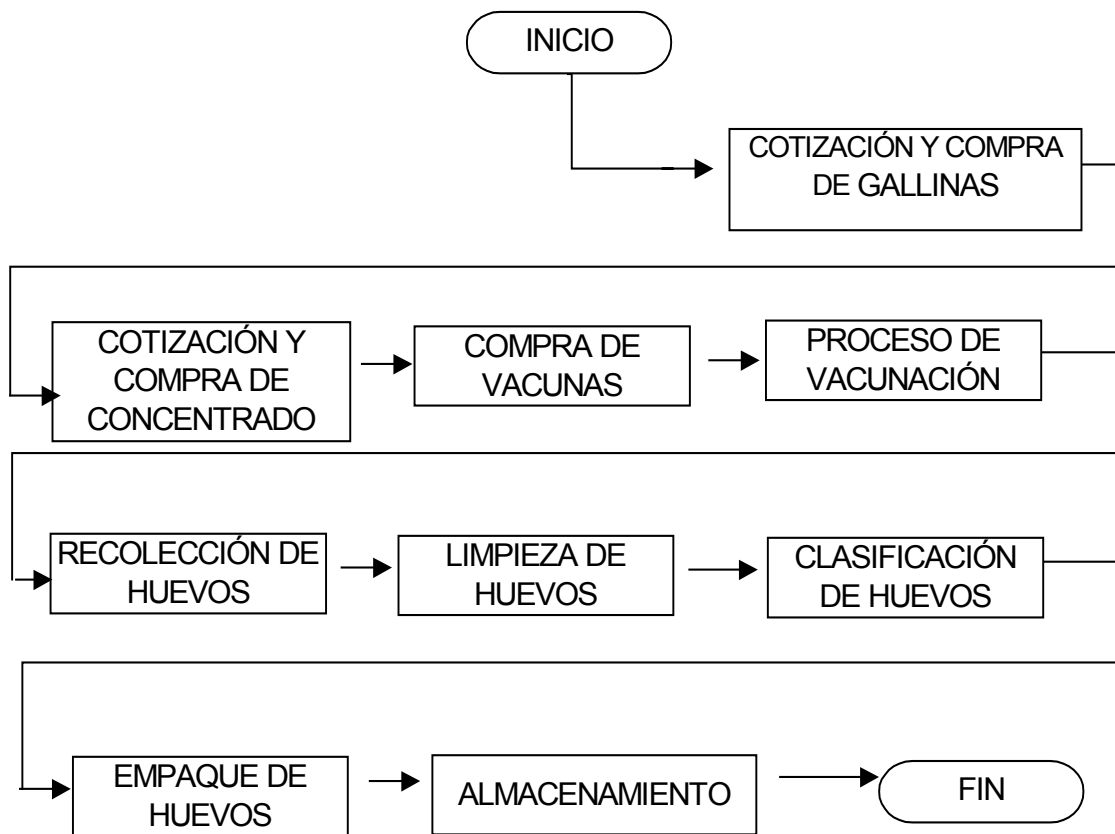 INICIO
COTIZACIÓN Y COMPRA
DE GALLINAS
COTIZACIÓN Y
COMPRA DE
CONCENTRADO
COMPRA DE
VACUNAS
PROCESO DE
VACUNACIÓN
RECOLECCIÓN DE
HUEVOS
LIMPIEZA DE
HUEVOS
CLASIFICACIÓN
DE HUEVOS
EMPAQUE DE
HUEVOS
ALMACENAMIENTO
FIN